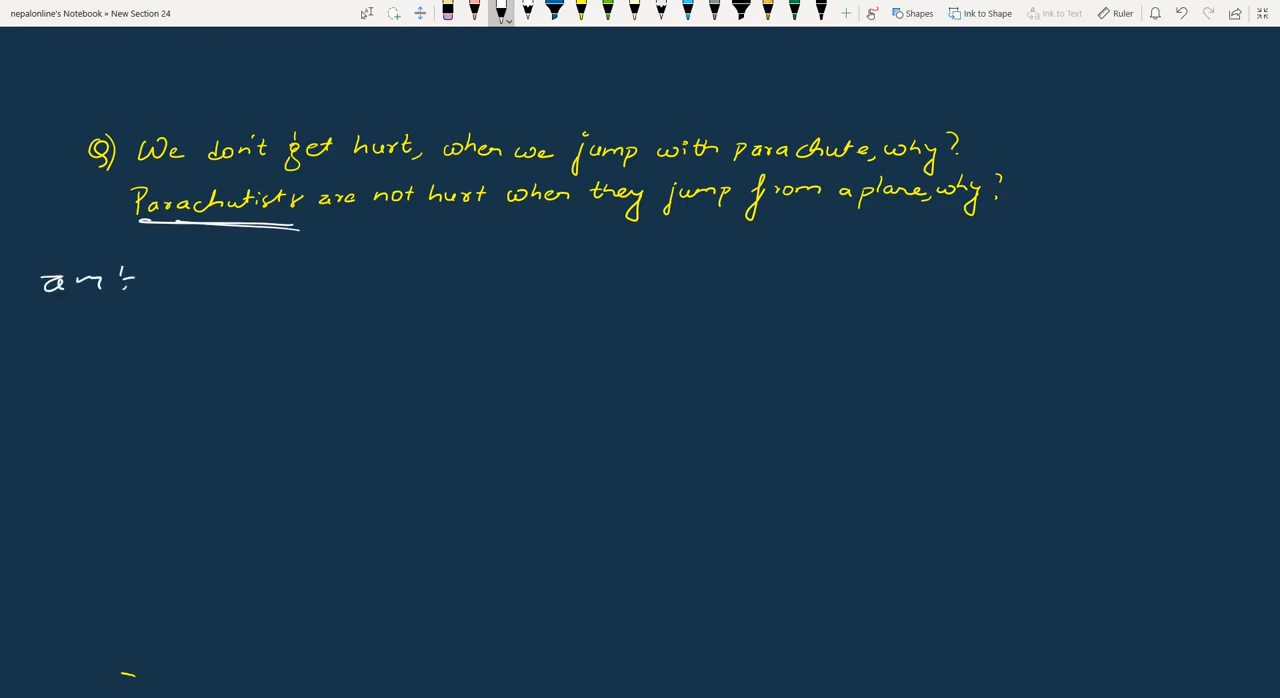 nepalonline's Notebook » New Section 24
Shapes
Ink to Shape
Ink to Text
Ruler
Q) We don't get hurt, when we jump with parachute, why?
Parachutists are not hurt when they jump from a plane, why?